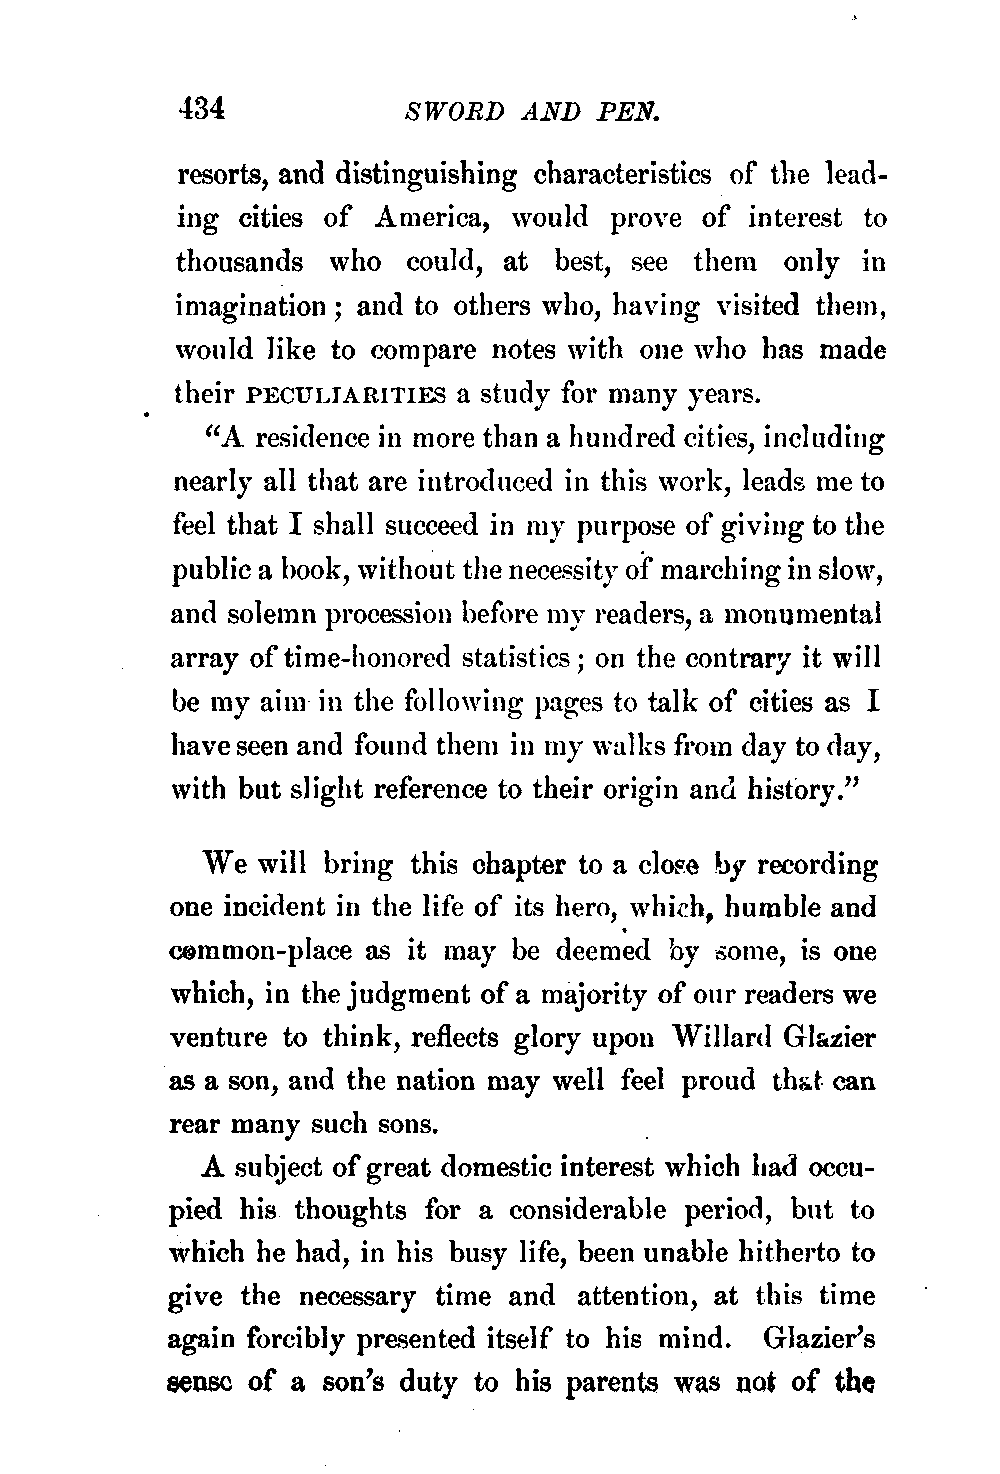 434 SWORD AND PEN.
resorts, and distinguishing characteristics of the lead-
ing cities of America, would prove of interest to
thousands who could, at best, see them only in
imagination; and to others who, having visited them,
would like to compare notes with one who has made
their PECULIARITIES a study for many years.
"A residence in more than a hundred cities, including
nearly all that are introduced in this work, leads me to
feel that I shall succeed in my purpose of giving to the
public a book, without the necessity of marching in slow,
and solemn procession before my readers, a monumental
array of time-honored statistics; on the contrary it will
be my aim in the following pages to talk of cities as I
have seen and found them in my walks from day to day,
with but slight reference to their origin and history."
We will bring this chapter to a close by recording
one incident in the life of its hero, which, humble and
common-place as it may be deemed by some, is one
which, in the judgment of a majority of our readers we
venture to think, reflects glory upon Willard Glazier
as a son, and the nation may well feel proud that can
rear many such sons.
A subject of great domestic interest which had occu-
pied his thoughts for a considerable period, but to
which he had, in his busy life, been unable hitherto to
give the necessary time and attention, at this time
again forcibly presented itself to his mind. Glazier's
sense of a son's duty to his parents was not of the